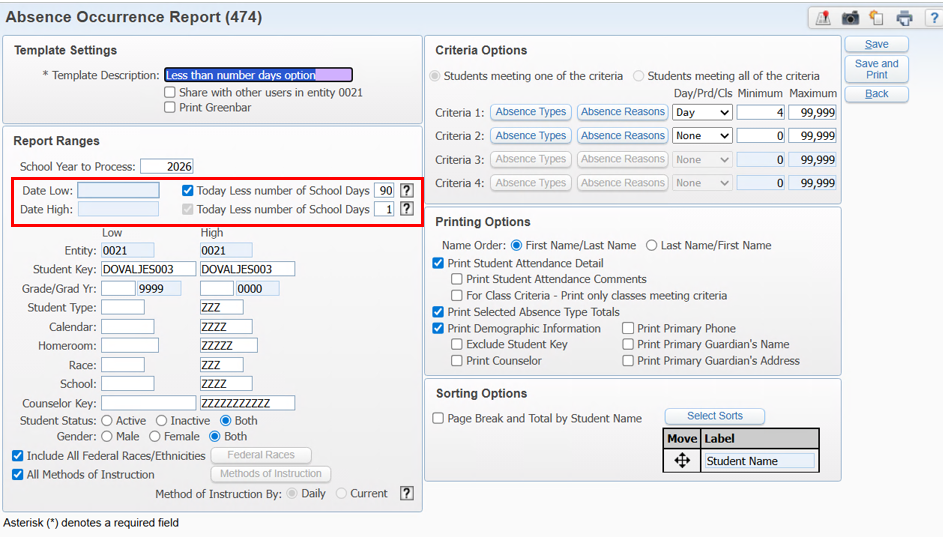 Absence Occurrence Report (474)
?
Template Settings
* Template Description: Less than number days option
Share with other users in entity 0021
Print Greenbar
Report Ranges
School Year to Process: 2026
Date Low: Today Less number of School Days 90 ?
Date High: Today Less number of School Days 1 ?
Low High
Entity: 0021 0021
Student Key: DOVALJES003 DOVALJES003
Grade/Grad Yr: 9999 0000
Student Type: ZZZ
Calendar: ZZZZ
Homeroom: ZZZZZ
Race: ZZZ
School: ZZZZ
Counselor Key: ZZZZZZZZZZZ
Student Status: Active Inactive Both
Gender: Male Female Both
Include All Federal Races/Ethnicities Federal Races
All Methods of Instruction Methods of Instruction
Method of Instruction By: Daily Current ?
Asterisk (*) denotes a required field
Criteria Options
Students meeting one of the criteria Students meeting all of the criteria
Day/Prd/Cls Minimum Maximum
Criteria 1: Absence Types Absence Reasons Day 4 99,999
Criteria 2: Absence Types Absence Reasons None 0 99,999
Criteria 3: Absence Types Absence Reasons None 0 99,999
Criteria 4: Absence Types Absence Reasons None 0 99,999
Printing Options
Name Order: First Name/Last Name Last Name/First Name
Print Student Attendance Detail
Print Student Attendance Comments
For Class Criteria - Print only classes meeting criteria
Print Selected Absence Type Totals
Print Demographic Information Print Primary Phone
Exclude Student Key Print Primary Guardian's Name
Print Counselor Print Primary Guardian's Address
Sorting Options
Page Break and Total by Student Name Select Sorts
Move Label
Student Name
Save
Save and
Print
Back